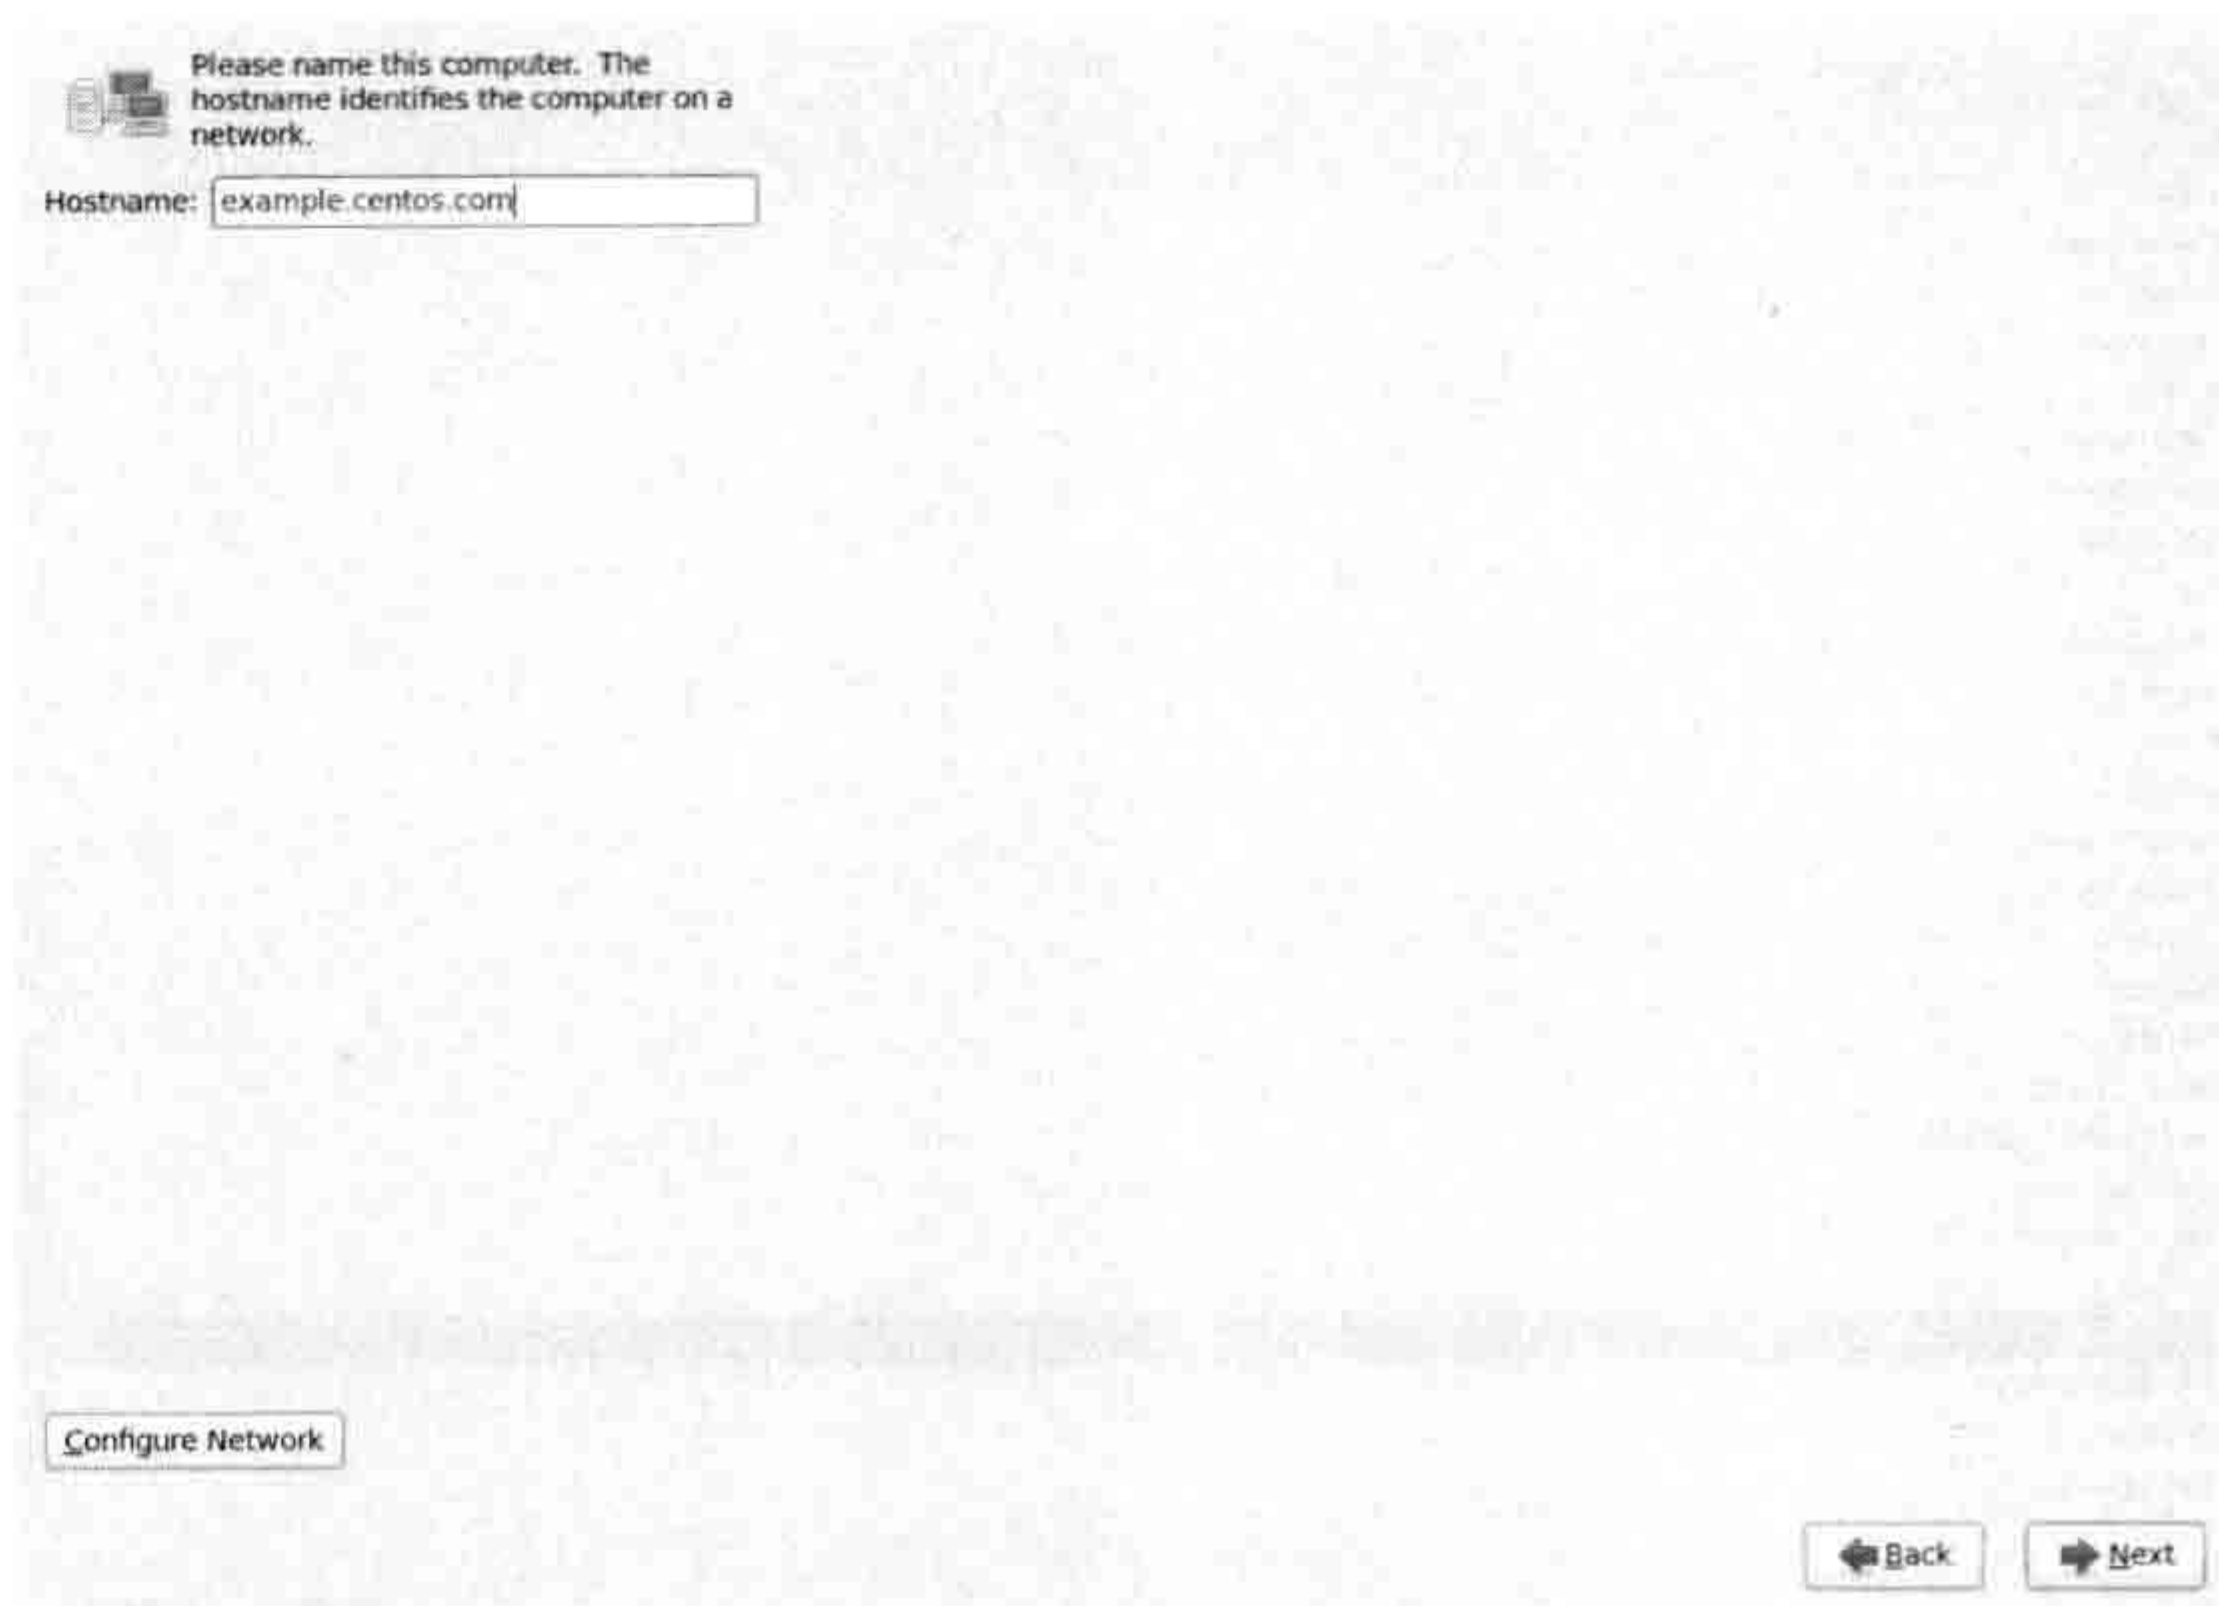 Please name this computer. The
hostname identifies the computer on a
network.
Hostname: example.centos.com
Configure Network
Back Next